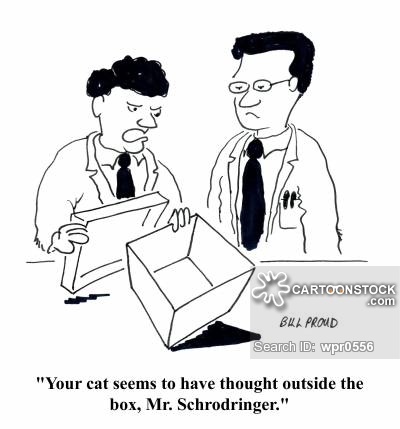 CARTOONSTOCK
.com
BILL PROUD
Search ID: wpr0556
"Your cat seems to have thought outside the
box, Mr. Schrodringer."